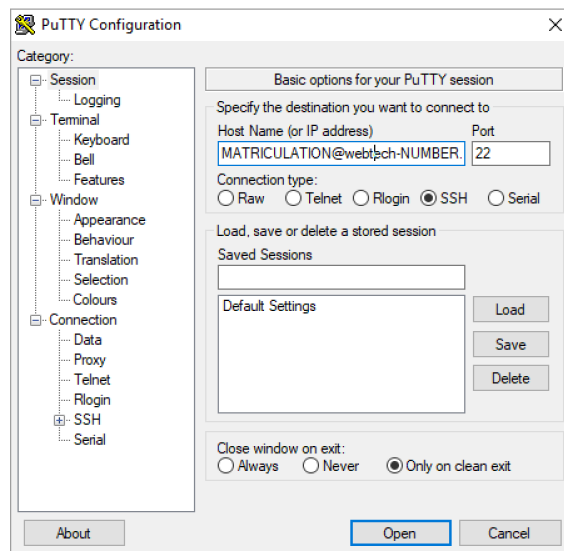 PuTTY Configuration
Category:
Session
Logging
Terminal
Keyboard
Bell
Features
Window
Appearance
Behaviour
Translation
Selection
Colours
Connection
Data
Proxy
Telnet
Rlogin
SSH
Serial
Basic options for your PuTTY session
Specify the destination you want to connect to
Host Name (or IP address) Port
MATRICULATION@webtech-NUMBER. 22
Connection type:
Raw Telnet Rlogin SSH Serial
Load, save or delete a stored session
Saved Sessions
Default Settings
Load
Save
Delete
Close window on exit:
Always Never Only on clean exit
About Open Cancel